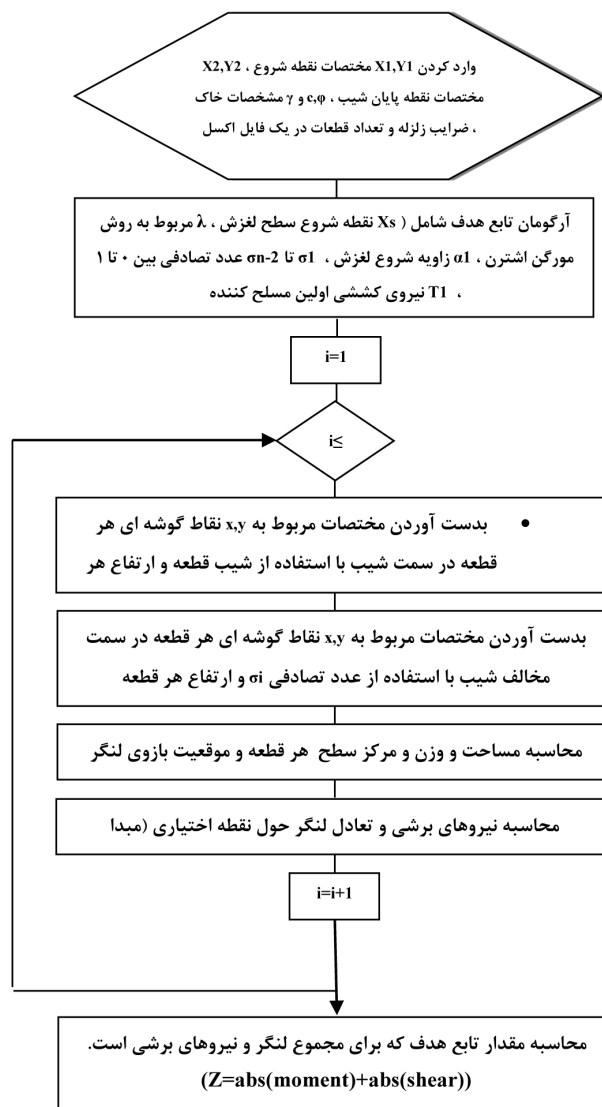 وارد کردن X1,Y1 مختصات نقطه شروع ، X2,Y2
مختصات نقطه پایان شیب ، c,φ و γ مشخصات خاک
، ضرایب زلزله و تعداد قطعات در یک فایل اکسل
آرگومان تابع هدف شامل ( Xs نقطه شروع سطح لغزش ، λ مربوط به روش
مورگن اشترن ، α1 زاویه شروع لغزش ، σ1 تا σn-2 عدد تصادفی بین ۰ تا ۱
، T1 نیروی کششی اولین مسلح کننده
i=1
i≤
• بدست آوردن مختصات مربوط به x,y نقاط گوشه ای هر
قطعه در سمت شیب با استفاده از شیب قطعه و ارتفاع هر
بدست آوردن مختصات مربوط به x,y نقاط گوشه ای هر قطعه در سمت
مخالف شیب با استفاده از عدد تصادفی σi و ارتفاع هر قطعه
محاسبه مساحت و وزن و مرکز سطح هر قطعه و موقعیت بازوی لنگر
محاسبه نیروهای برشی و تعادل لنگر حول نقطه اختیاری (مبدا
i=i+1
محاسبه مقدار تابع هدف که برای مجموع لنگر و نیروهای برشی است.
(Z=abs(moment)+abs(shear))